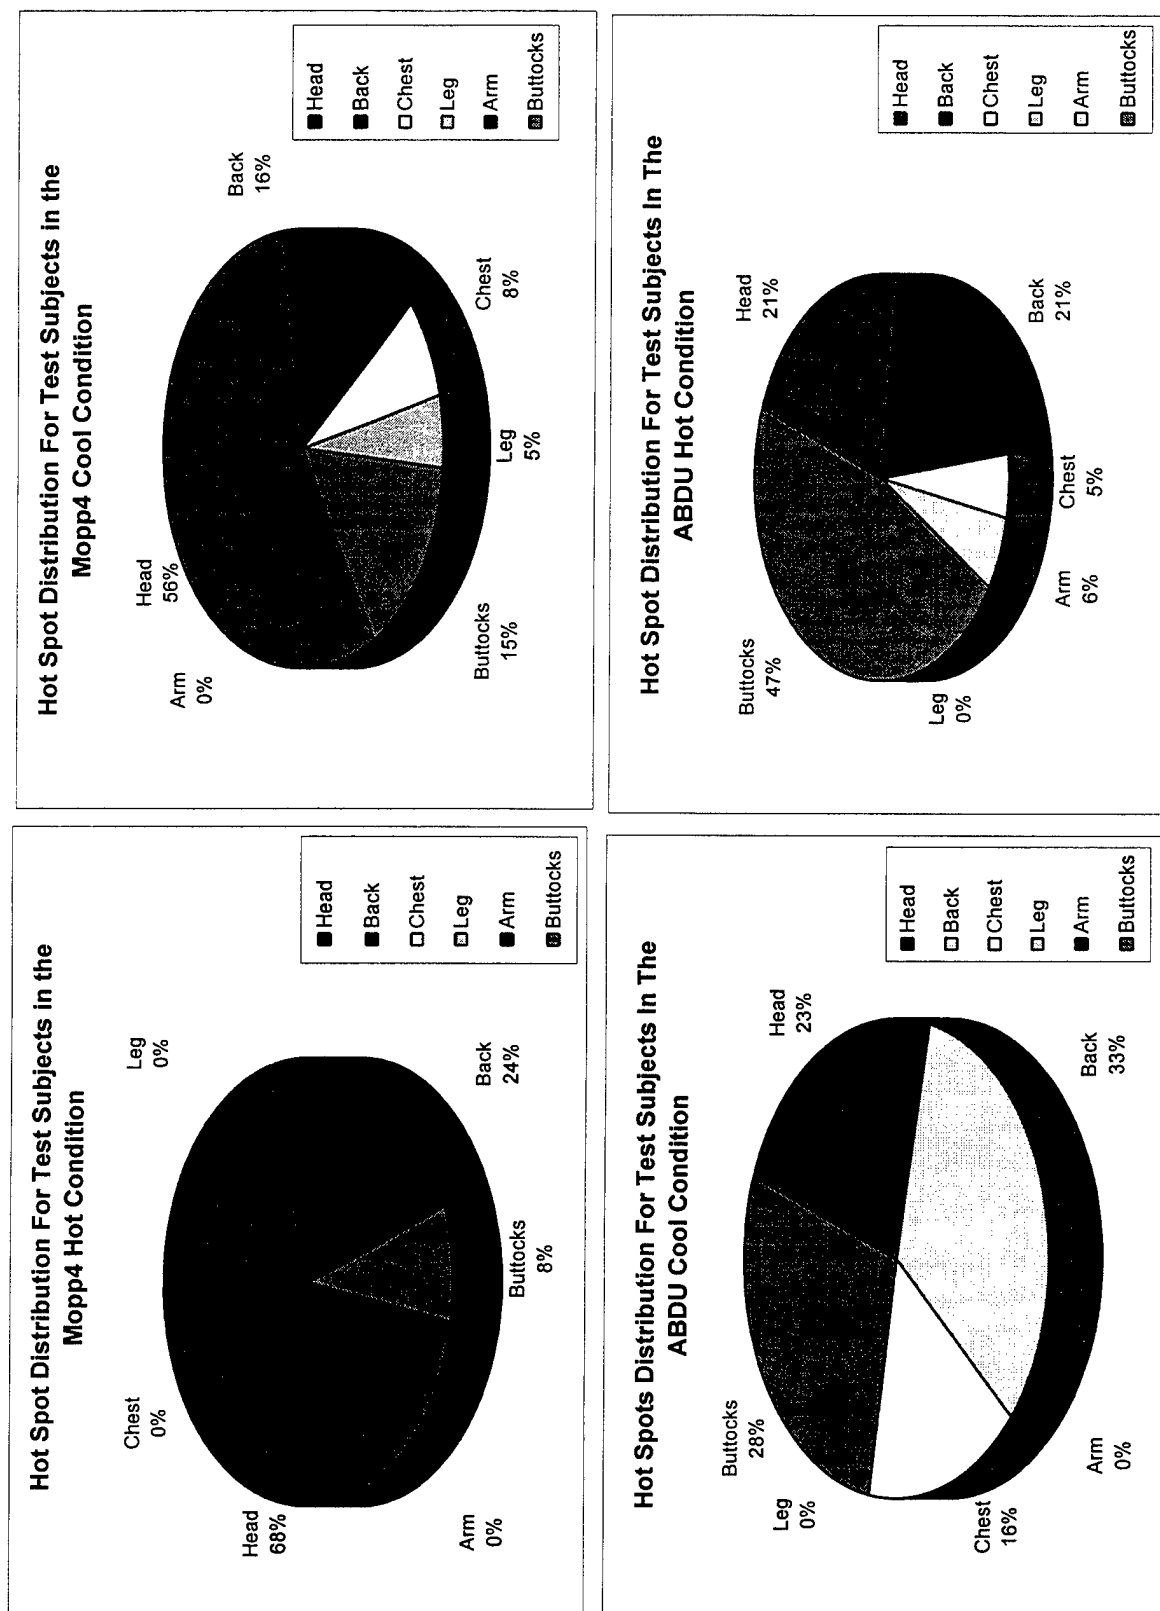 Hot Spot Distribution For Test Subjects in the
Mopp4 Hot Condition
Chest
0%
Leg
0%
Head
68%
Arm
0%
Back
24%
Buttocks
8%
Head
Back
Chest
Leg
Arm
Buttocks
Hot Spot Distribution For Test Subjects in the
Mopp4 Cool Condition
Head
56%
Arm
0%
Back
16%
Buttocks
15%
Leg
5%
Chest
8%
Head
Back
Chest
Leg
Arm
Buttocks
Hot Spots Distribution For Test Subjects In The
ABDU Cool Condition
Buttocks
28%
Head
23%
Leg
0%
Chest
16%
Arm
0%
Back
33%
Head
Back
Chest
Leg
Arm
Buttocks
Hot Spot Distribution For Test Subjects In The
ABDU Hot Condition
Buttocks
47%
Head
21%
Leg
0%
Arm
6%
Chest
5%
Back
21%
Head
Back
Chest
Leg
Arm
Buttocks